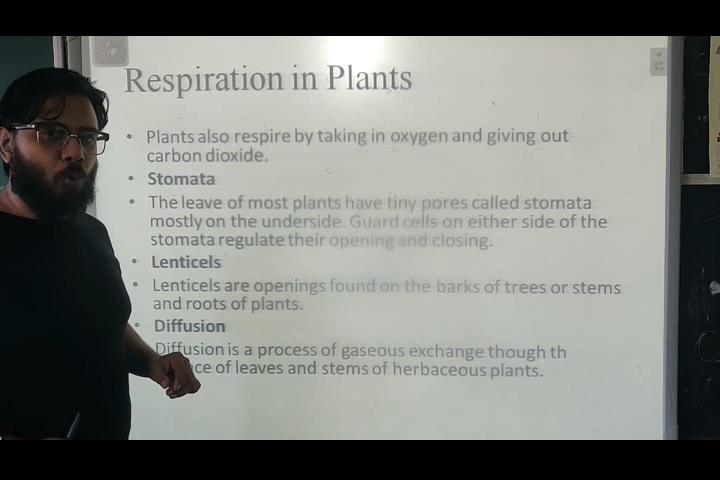 Respiration in Plants
• Plants also respire by taking in oxygen and giving out
carbon dioxide.
• Stomata
• The leave of most plants have tiny pores called stomata
mostly on the underside. Guard cells on either side of the
stomata regulate their opening and closing.
• Lenticels
• Lenticels are openings found on the barks of trees or stems
and roots of plants.
• Diffusion
Diffusion is a process of gaseous exchange though th
of leaves and stems of herbaceous plants.